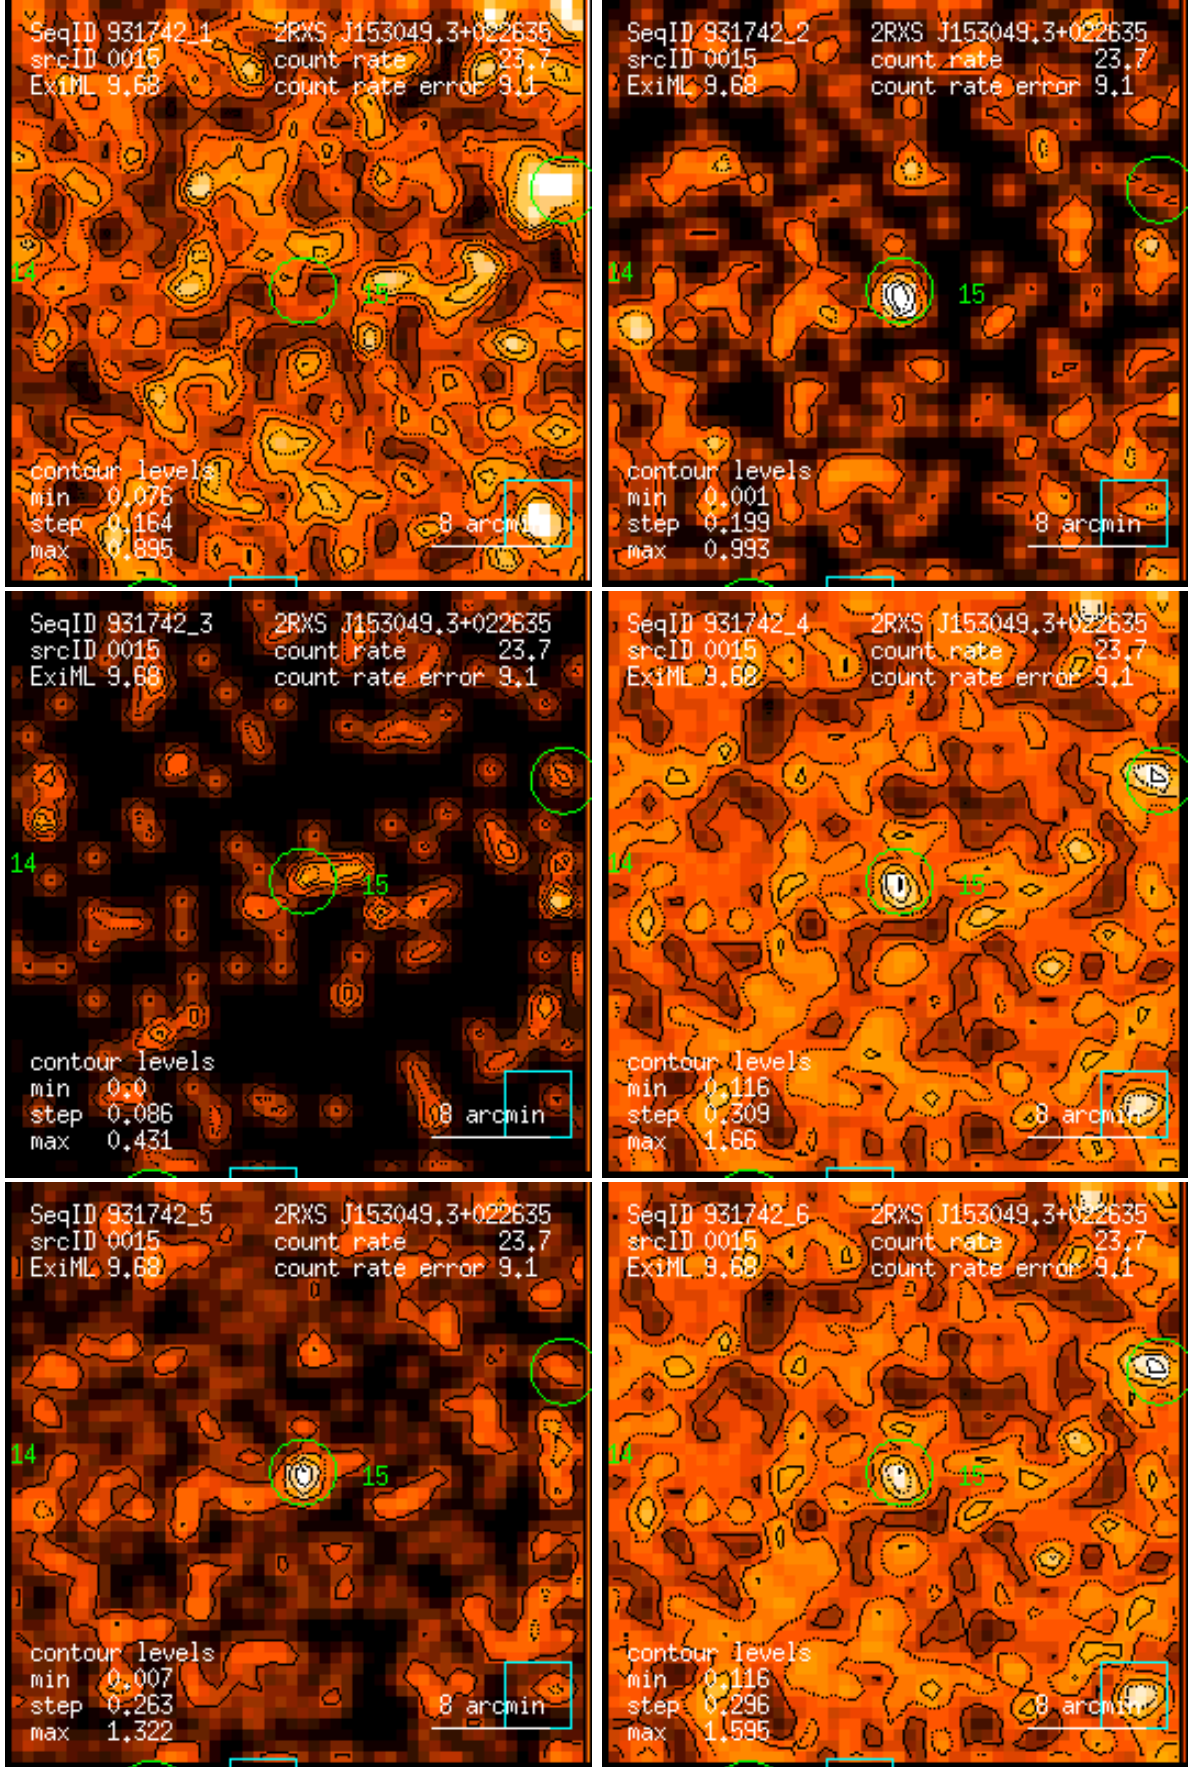 SeqID 931742_1 2RXS J153049.3+022635
srcID 0015 count rate 23.7
ExiML 9.68 count rate error 9.1
14
15
contour levels
min 0.076
step 0.164 8 arcmin
max 0.895
SeqID 931742_2 2RXS J153049.3+022635
srcID 0015 count rate 23.7
ExiML 9.68 count rate error 9.1
14
15
contour levels
min 0.001
step 0.199 8 arcmin
max 0.993
SeqID 931742_3 2RXS J153049.3+022635
srcID 0015 count rate 23.7
ExiML 9.68 count rate error 9.1
14
15
contour levels
min 0.0
step 0.086 8 arcmin
max 0.431
SeqID 931742_4 2RXS J153049.3+022635
srcID 0015 count rate 23.7
ExiML 9.68 count rate error 9.1
14
15
contour levels
min 0.116
step 0.309 8 arcmin
max 1.66
SeqID 931742_5 2RXS J153049.3+022635
srcID 0015 count rate 23.7
ExiML 9.68 count rate error 9.1
14
15
contour levels
min 0.007
step 0.263 8 arcmin
max 1.322
SeqID 931742_6 2RXS J153049.3+022635
srcID 0015 count rate 23.7
ExiML 9.68 count rate error 9.1
14
15
contour levels
min 0.116
step 0.296 8 arcmin
max 1.595